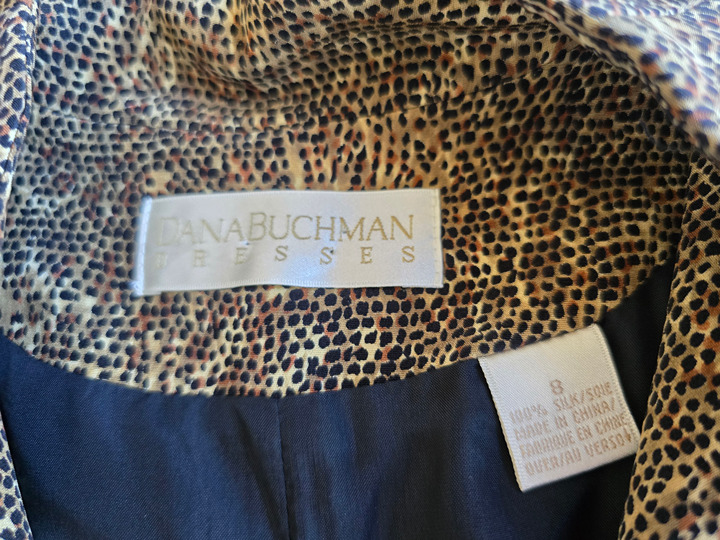 DANABUCHMAN
DRESSES
8
100% SILK/SOIE
MADE IN CHINA/
FABRIQUE EN CHINE
OVER/AU VERSO